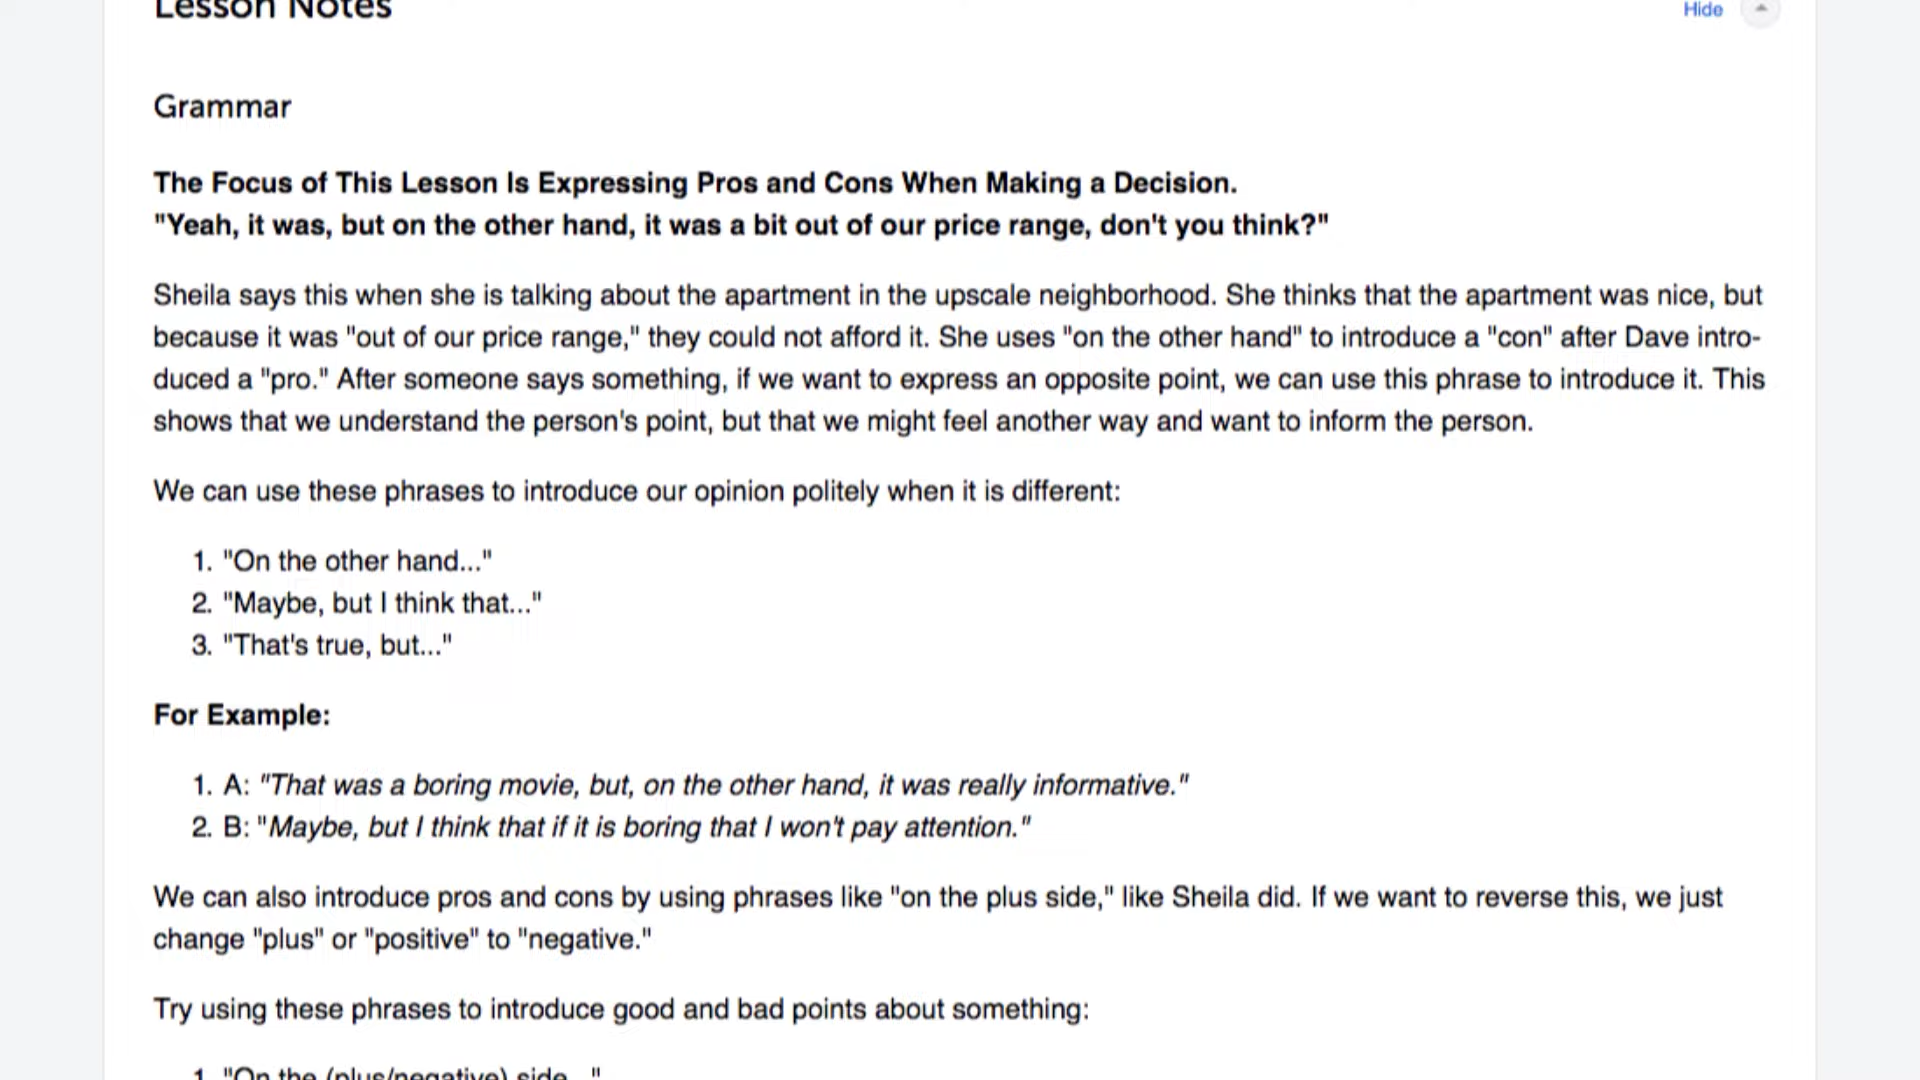 Lesson Notes
Hide
Grammar
The Focus of This Lesson Is Expressing Pros and Cons When Making a Decision.
"Yeah, it was, but on the other hand, it was a bit out of our price range, don't you think?"
Sheila says this when she is talking about the apartment in the upscale neighborhood. She thinks that the apartment was nice, but
because it was "out of our price range," they could not afford it. She uses "on the other hand" to introduce a "con" after Dave intro-
duced a "pro." After someone says something, if we want to express an opposite point, we can use this phrase to introduce it. This
shows that we understand the person's point, but that we might feel another way and want to inform the person.
We can use these phrases to introduce our opinion politely when it is different:
1. "On the other hand..."
2. "Maybe, but I think that..."
3. "That's true, but..."
For Example:
1. A: "That was a boring movie, but, on the other hand, it was really informative."
2. B: "Maybe, but I think that if it is boring that I won't pay attention."
We can also introduce pros and cons by using phrases like "on the plus side," like Sheila did. If we want to reverse this, we just
change "plus" or "positive" to "negative."
Try using these phrases to introduce good and bad points about something:
1. "On the (plus/negative) side..."